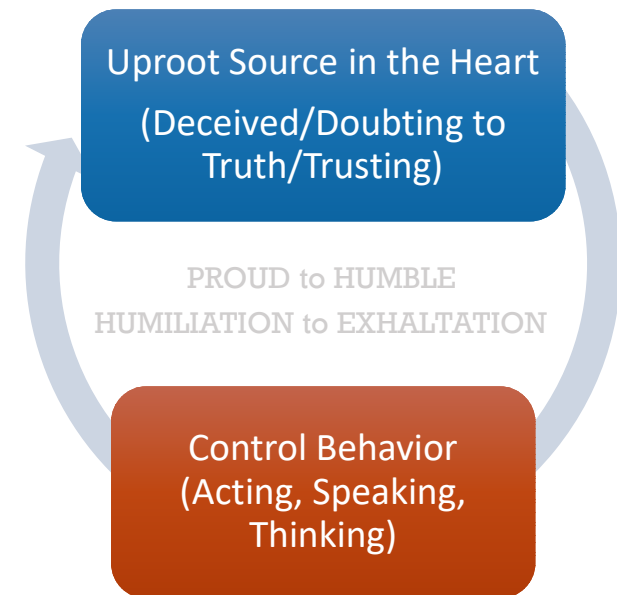 Uproot Source in the Heart
(Deceived/Doubting to
Truth/Trusting)
PROUD to HUMBLE
HUMILIATION to EXHALTATION
Control Behavior
(Acting, Speaking,
Thinking)